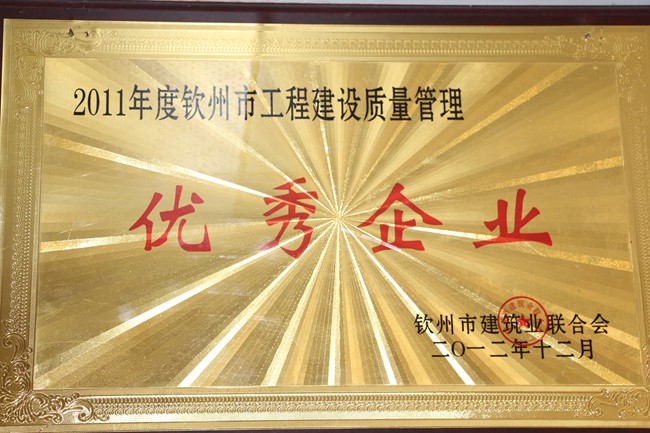 2011年度钦州市工程建设质量管理
优秀企业
钦州市建筑业联合会
二〇一二年十二月